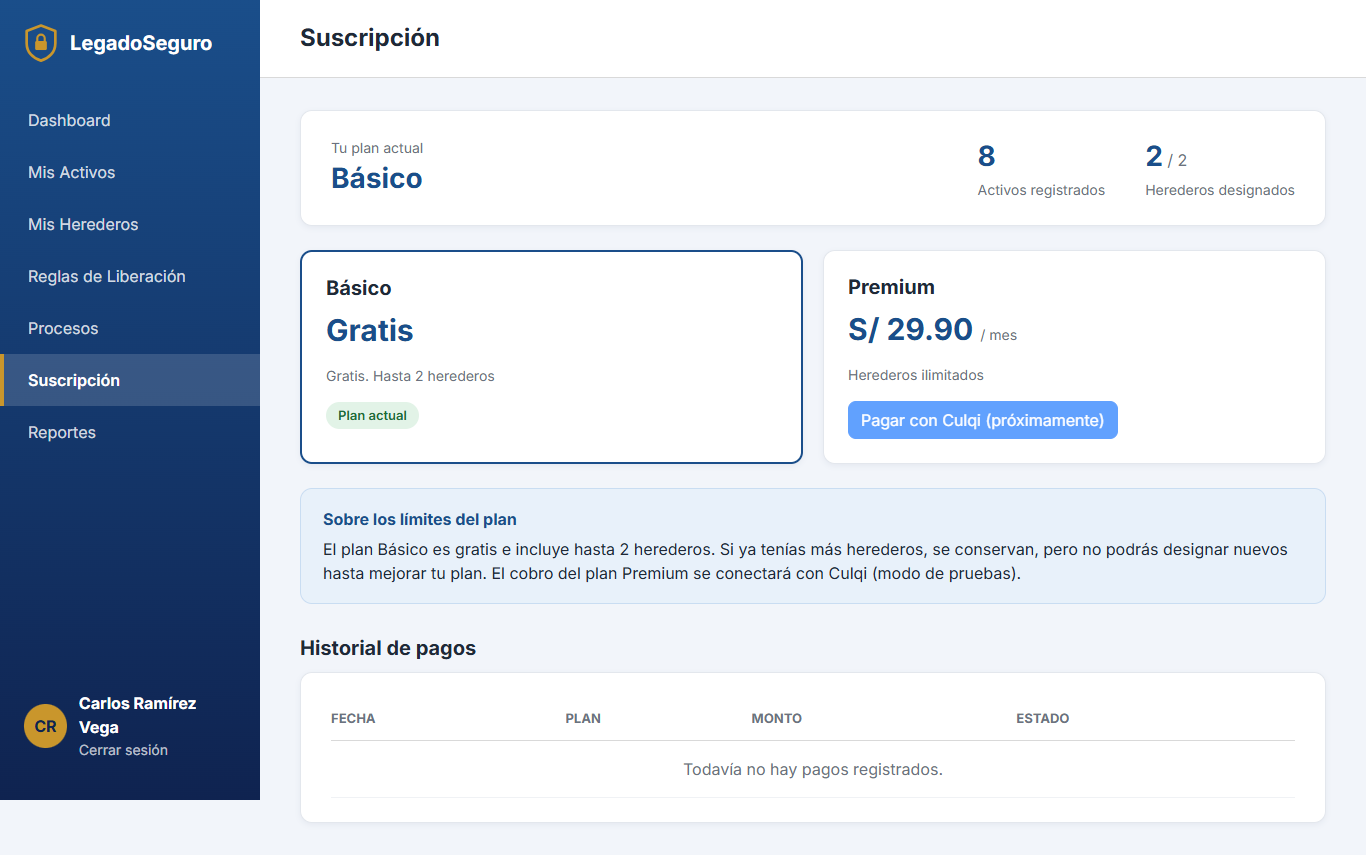 LegadoSeguro
Dashboard
Mis Activos
Mis Herederos
Reglas de Liberación
Procesos
Suscripción
Reportes
CR
Carlos Ramírez
Vega
Cerrar sesión
Suscripción
Tu plan actual
Básico
8
Activos registrados
2 / 2
Herederos designados
Básico
Gratis
Gratis. Hasta 2 herederos
Plan actual
Premium
S/ 29.90 / mes
Herederos ilimitados
Pagar con Culqi (próximamente)
Sobre los límites del plan
El plan Básico es gratis e incluye hasta 2 herederos. Si ya tenías más herederos, se conservan, pero no podrás designar nuevos
hasta mejorar tu plan. El cobro del plan Premium se conectará con Culqi (modo de pruebas).
Historial de pagos
FECHA PLAN MONTO ESTADO
Todavía no hay pagos registrados.